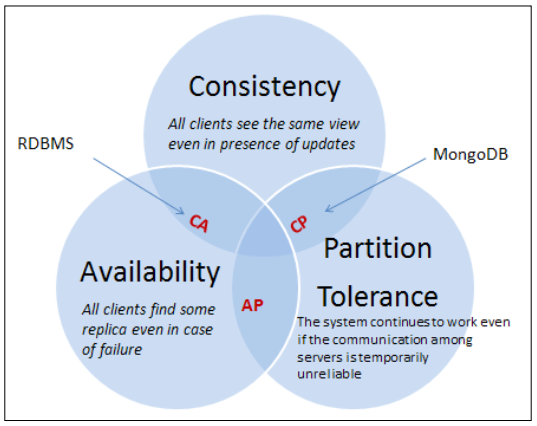 Consistency
All clients see the same view
even in presence of updates
RDBMS
MongoDB
CA
CP
Availability
All clients find some
replica even in case
of failure
AP
Partition
Tolerance
The system continues to work even
if the communication among
servers is temporarily
unreliable